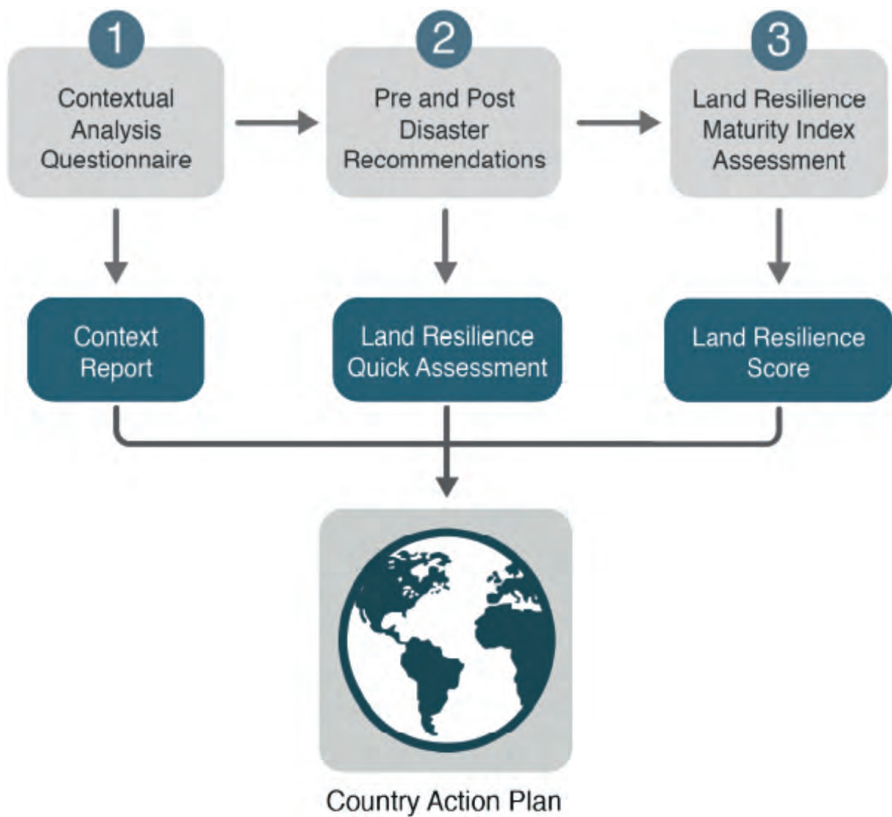 1
Contextual
Analysis
Questionnaire
2
Pre and Post
Disaster
Recommendations
3
Land Resilience
Maturity Index
Assessment
Context
Report
Land Resilience
Quick Assessment
Land Resilience
Score
Country Action Plan